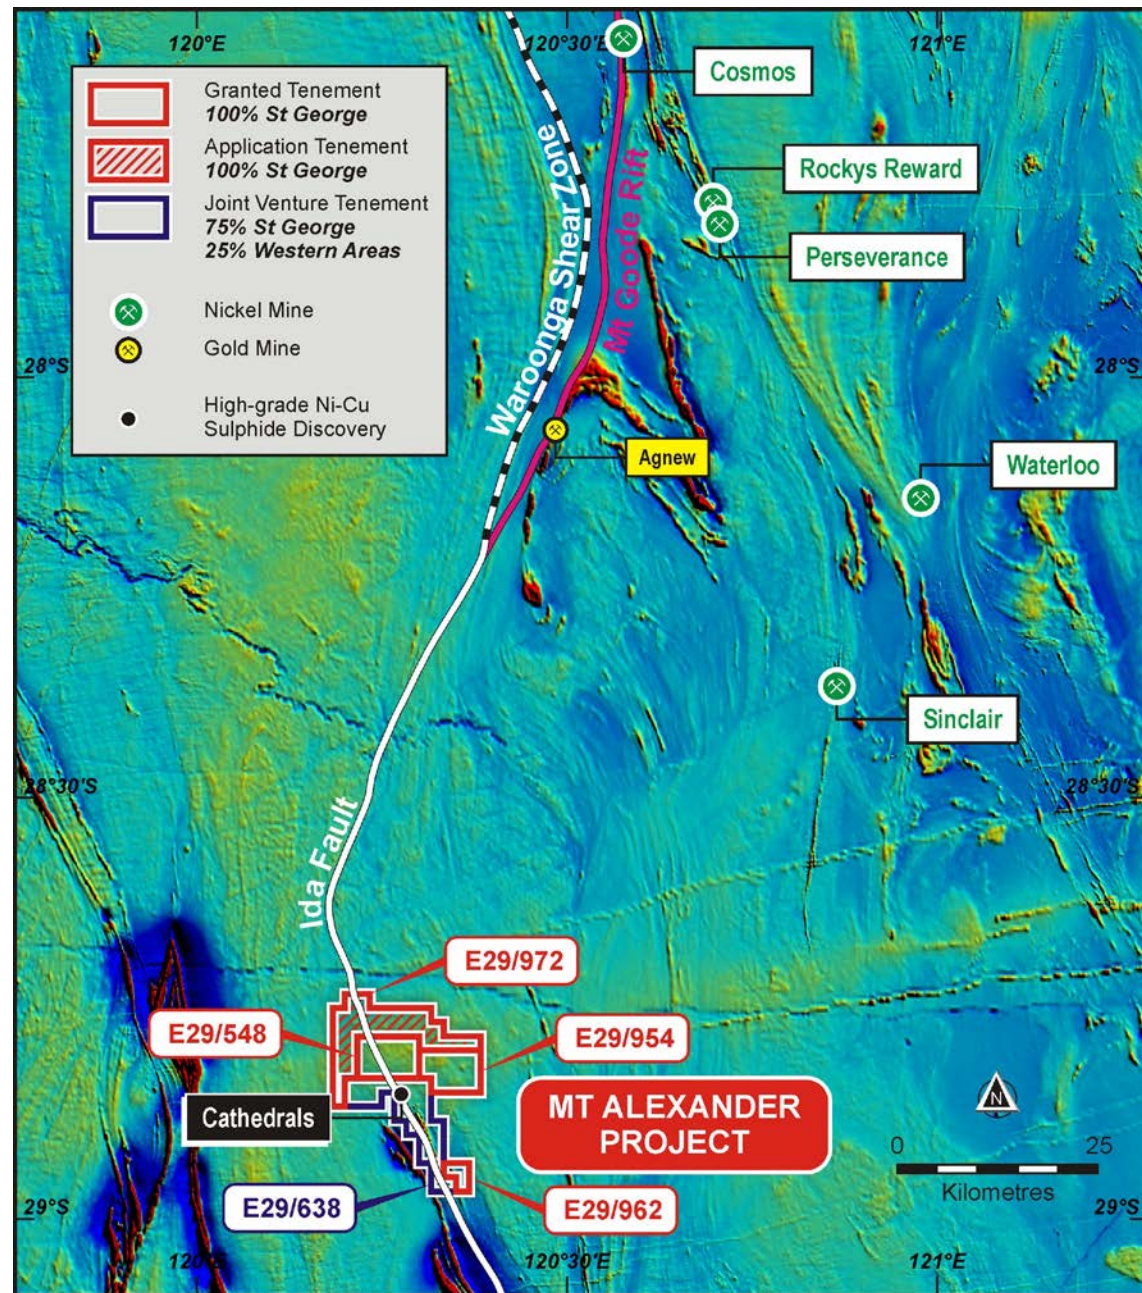 120°E
120°30'E
121°E
Granted Tenement
100% St George
Application Tenement
100% St George
Joint Venture Tenement
75% St George
25% Western Areas
Nickel Mine
Gold Mine
High-grade Ni-Cu
Sulphide Discovery
Cosmos
Rockys Reward
Perseverance
Waroonga Shear Zone
Mt Goode Rift
28°S
28°S
Agnew
Waterloo
Sinclair
28°30'S
28°30'S
Ida Fault
E29/972
E29/548
E29/954
Cathedrals
MT ALEXANDER
PROJECT
N
0
25
Kilometres
E29/638
E29/962
29°S
29°S
120°E
120°30'E
121°E